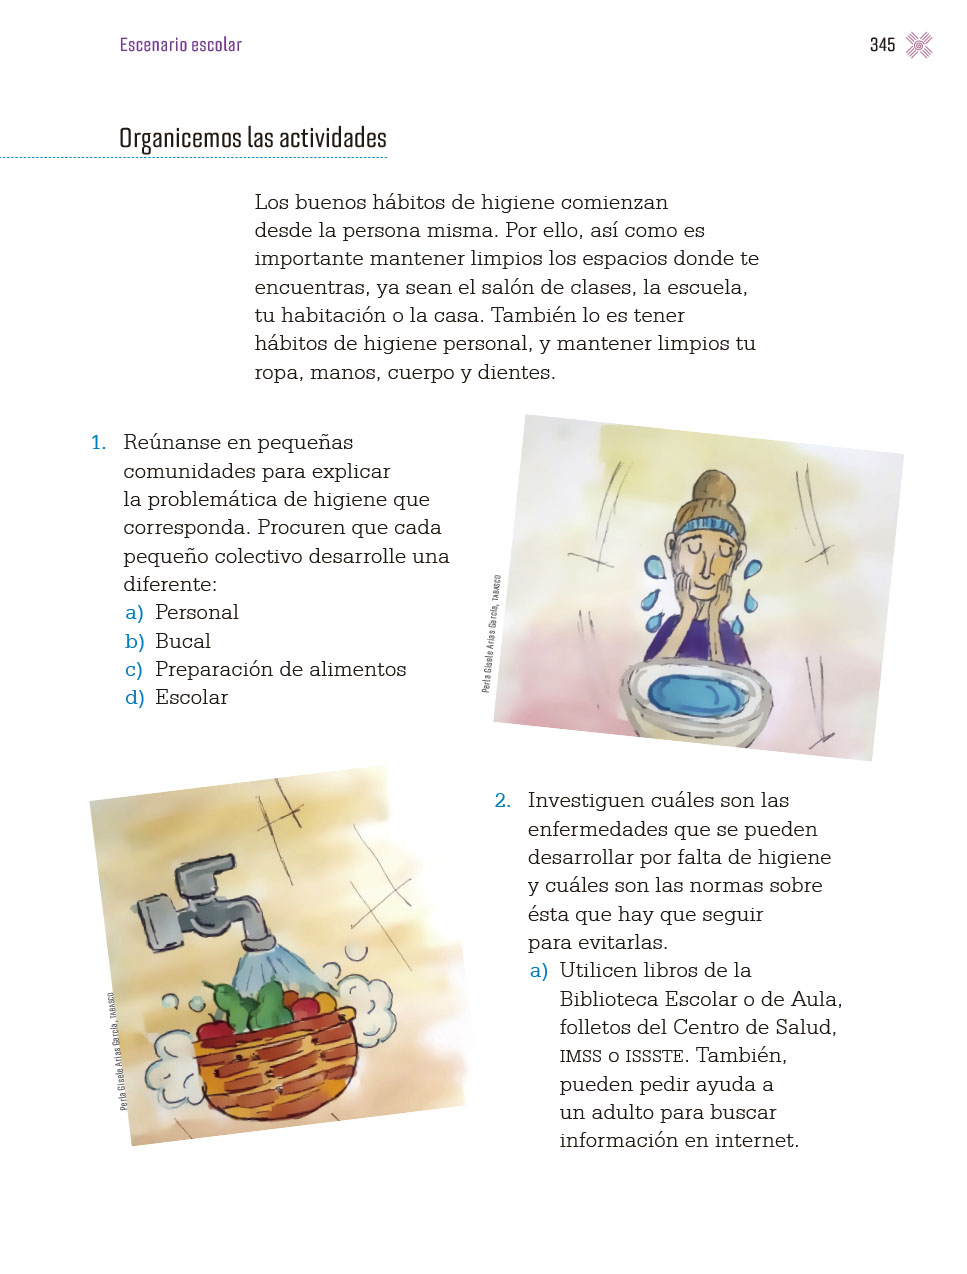 Escenario escolar
345
Organicemos las actividades
Los buenos hábitos de higiene comienzan
desde la persona misma. Por ello, así como es
importante mantener limpios los espacios donde te
encuentras, ya sean el salón de clases, la escuela,
tu habitación o la casa. También lo es tener
hábitos de higiene personal, y mantener limpios tu
ropa, manos, cuerpo y dientes.
1. Reúnanse en pequeñas
comunidades para explicar
la problemática de higiene que
corresponda. Procuren que cada
pequeño colectivo desarrolle una
diferente:
a) Personal
b) Bucal
c) Preparación de alimentos
d) Escolar
Perla Gisele Arias García, TABASCO
Perla Gisele Arias García, TABASCO
2. Investiguen cuáles son las
enfermedades que se pueden
desarrollar por falta de higiene
y cuáles son las normas sobre
ésta que hay que seguir
para evitarlas.
a) Utilicen libros de la
Biblioteca Escolar o de Aula,
folletos del Centro de Salud,
IMSS o ISSSTE. También,
pueden pedir ayuda a
un adulto para buscar
información en internet.